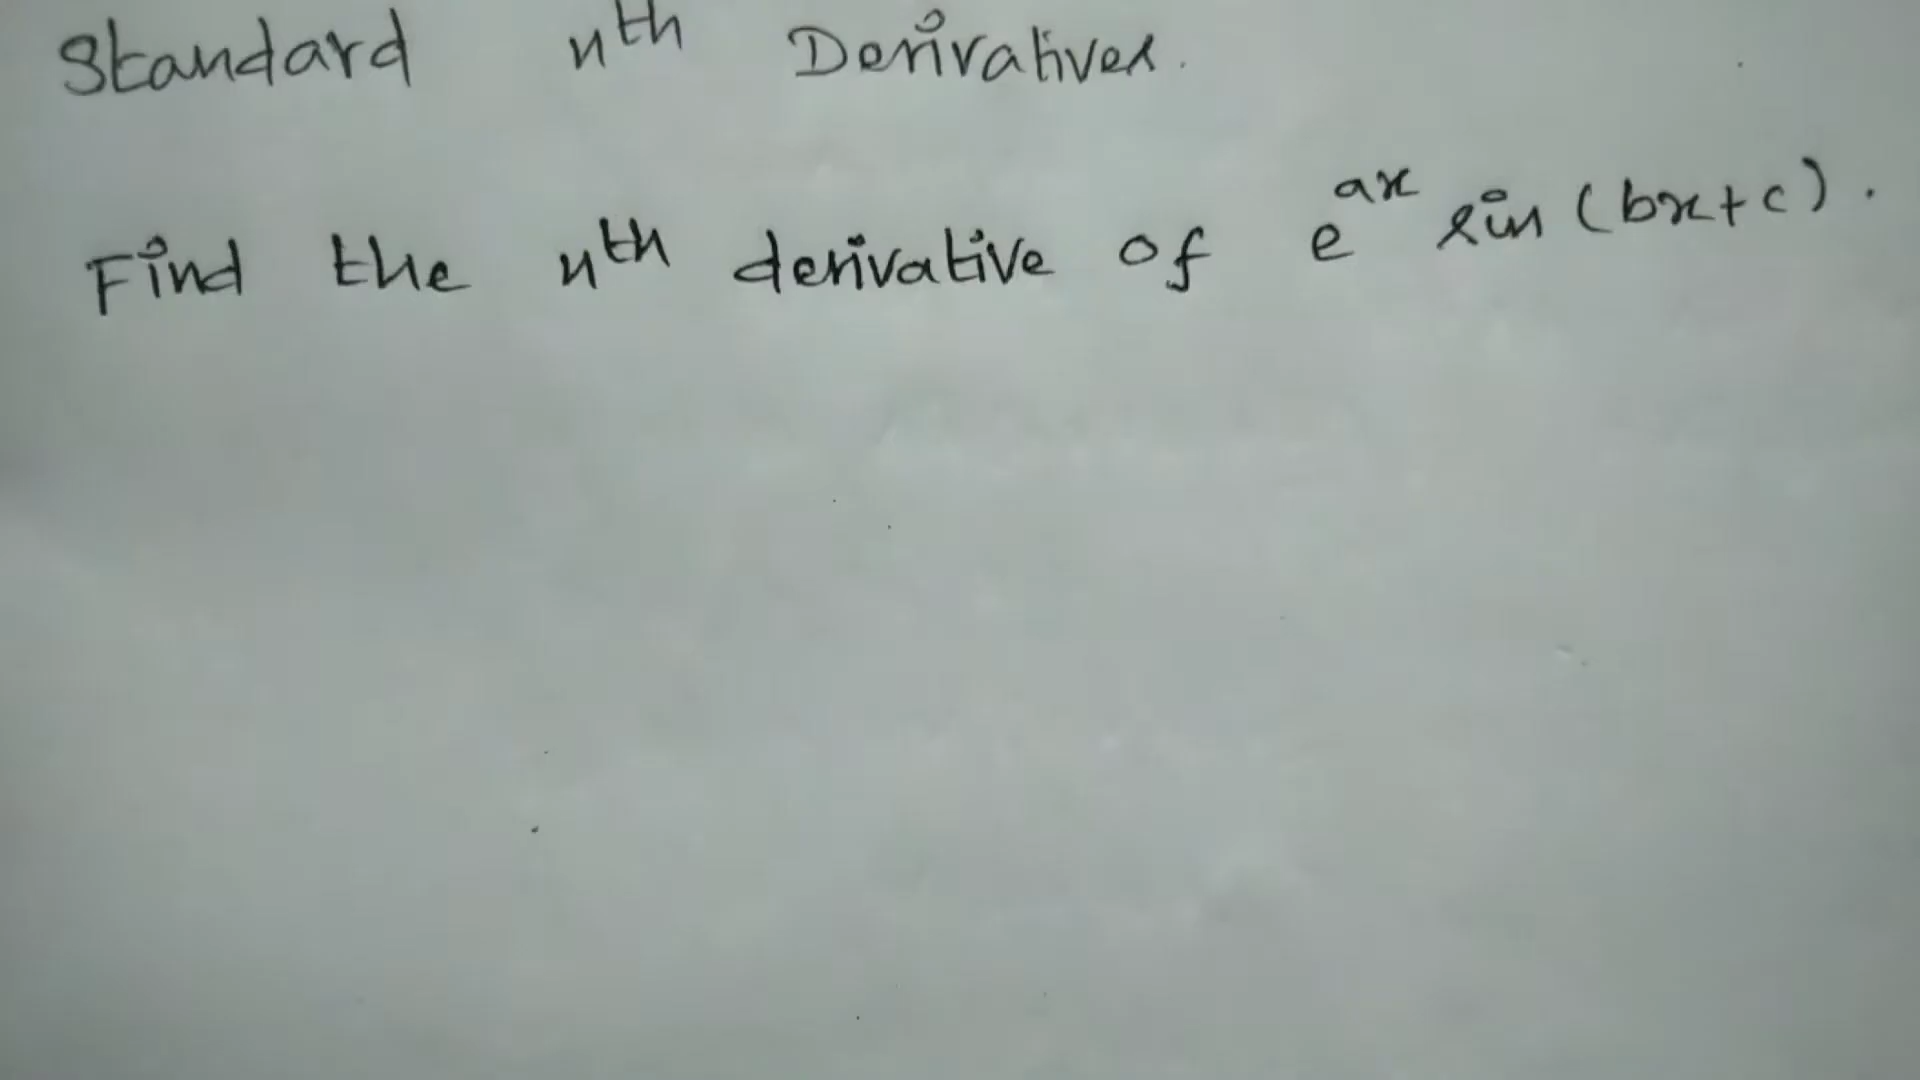 Standard nth Derivatives.
Find the nth derivative of e^ax sin (bx+c).